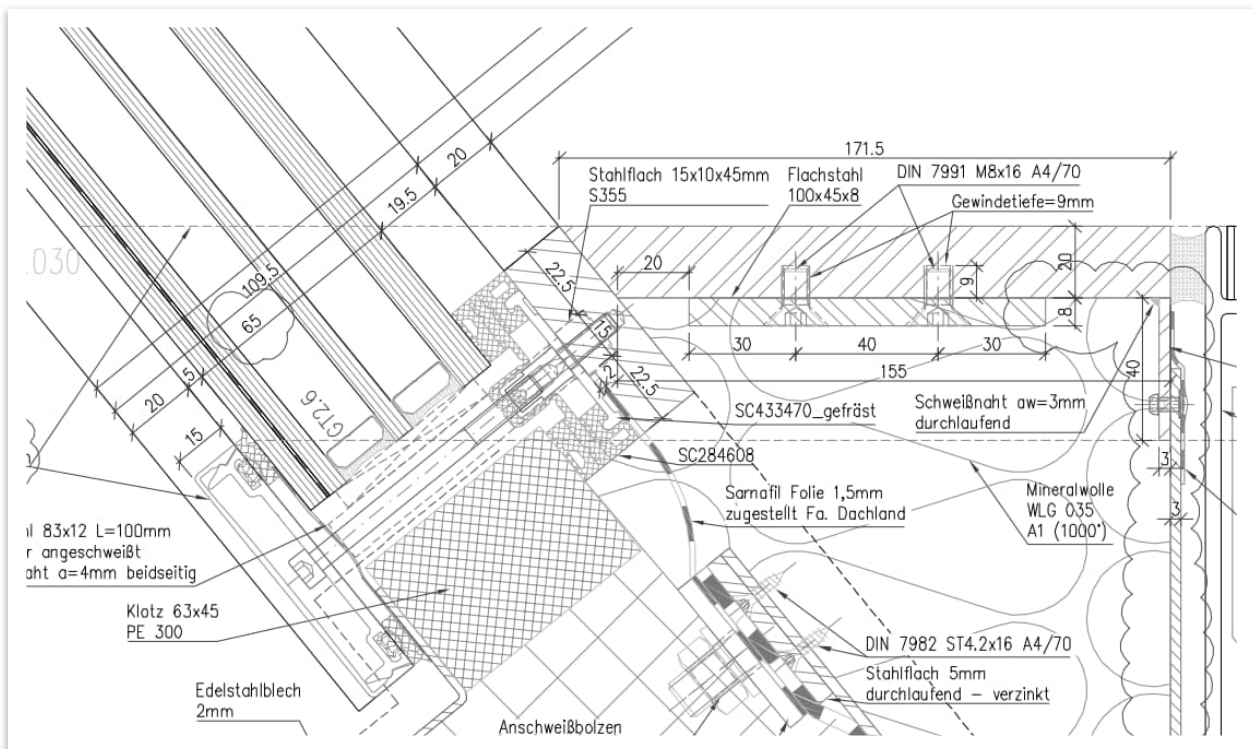 171.5
Stahlflach 15x10x45mm
S355
Flachstahl
100x45x8
DIN 7991 M8x16 A4/70
Gewindetiefe=9mm
20
19.5
.030
109.5
65
5
20
15
GT2.6
22.5
20
15
2
22.5
9
20
8
30
40
30
155
40
SC433470_gefräst
Schweißnaht aw=3mm
durchlaufend
SC284608
3
3
Sarnafil Folie 1,5mm
zugestellt Fa. Dachland
Mineralwolle
WLG 035
A1 (1000°)
hl 83x12 L=100mm
r angeschweißt
aht a=4mm beidseitig
Klotz 63x45
PE 300
DIN 7982 ST4.2x16 A4/70
Stahlflach 5mm
durchlaufend – verzinkt
Edelstahlblech
2mm
Anschweißbolzen